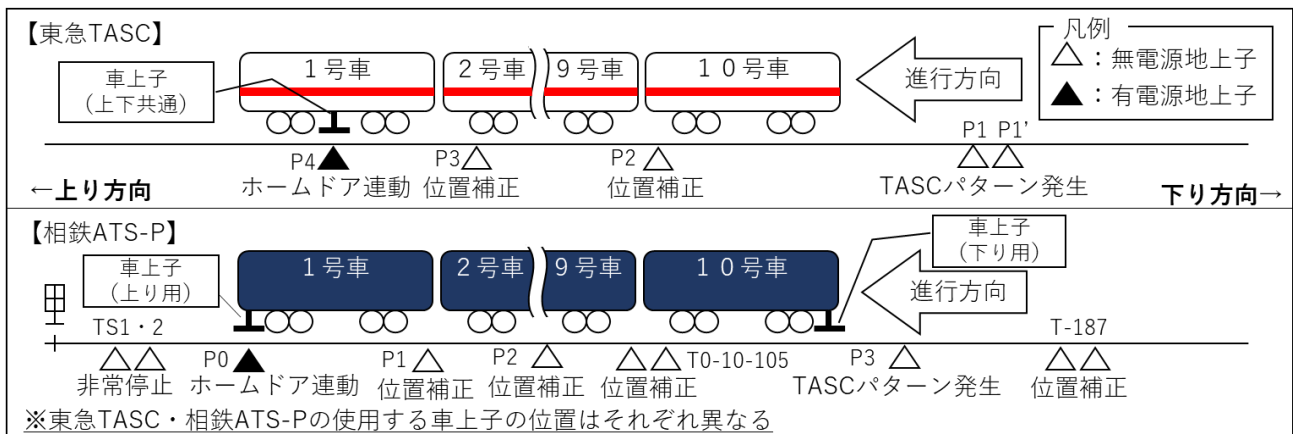 【東急TASC】
車上子
（上下共通）
1号車
2号車
9号車
10号車
進行方向
凡例
△：無電源地上子
▲：有電源地上子
P4
P3
P2
P1 P1'
ホームドア連動
位置補正
位置補正
TASCパターン発生
←上り方向
下り方向→
【相鉄ATS-P】
車上子
（上り用）
1号車
2号車
9号車
10号車
車上子
（下り用）
進行方向
TS1・2
P0
P1
P2
T0-10-105
P3
T-187
非常停止
ホームドア連動
位置補正
位置補正
位置補正
TASCパターン発生
位置補正
※東急TASC・相鉄ATS-Pの使用する車上子の位置はそれぞれ異なる